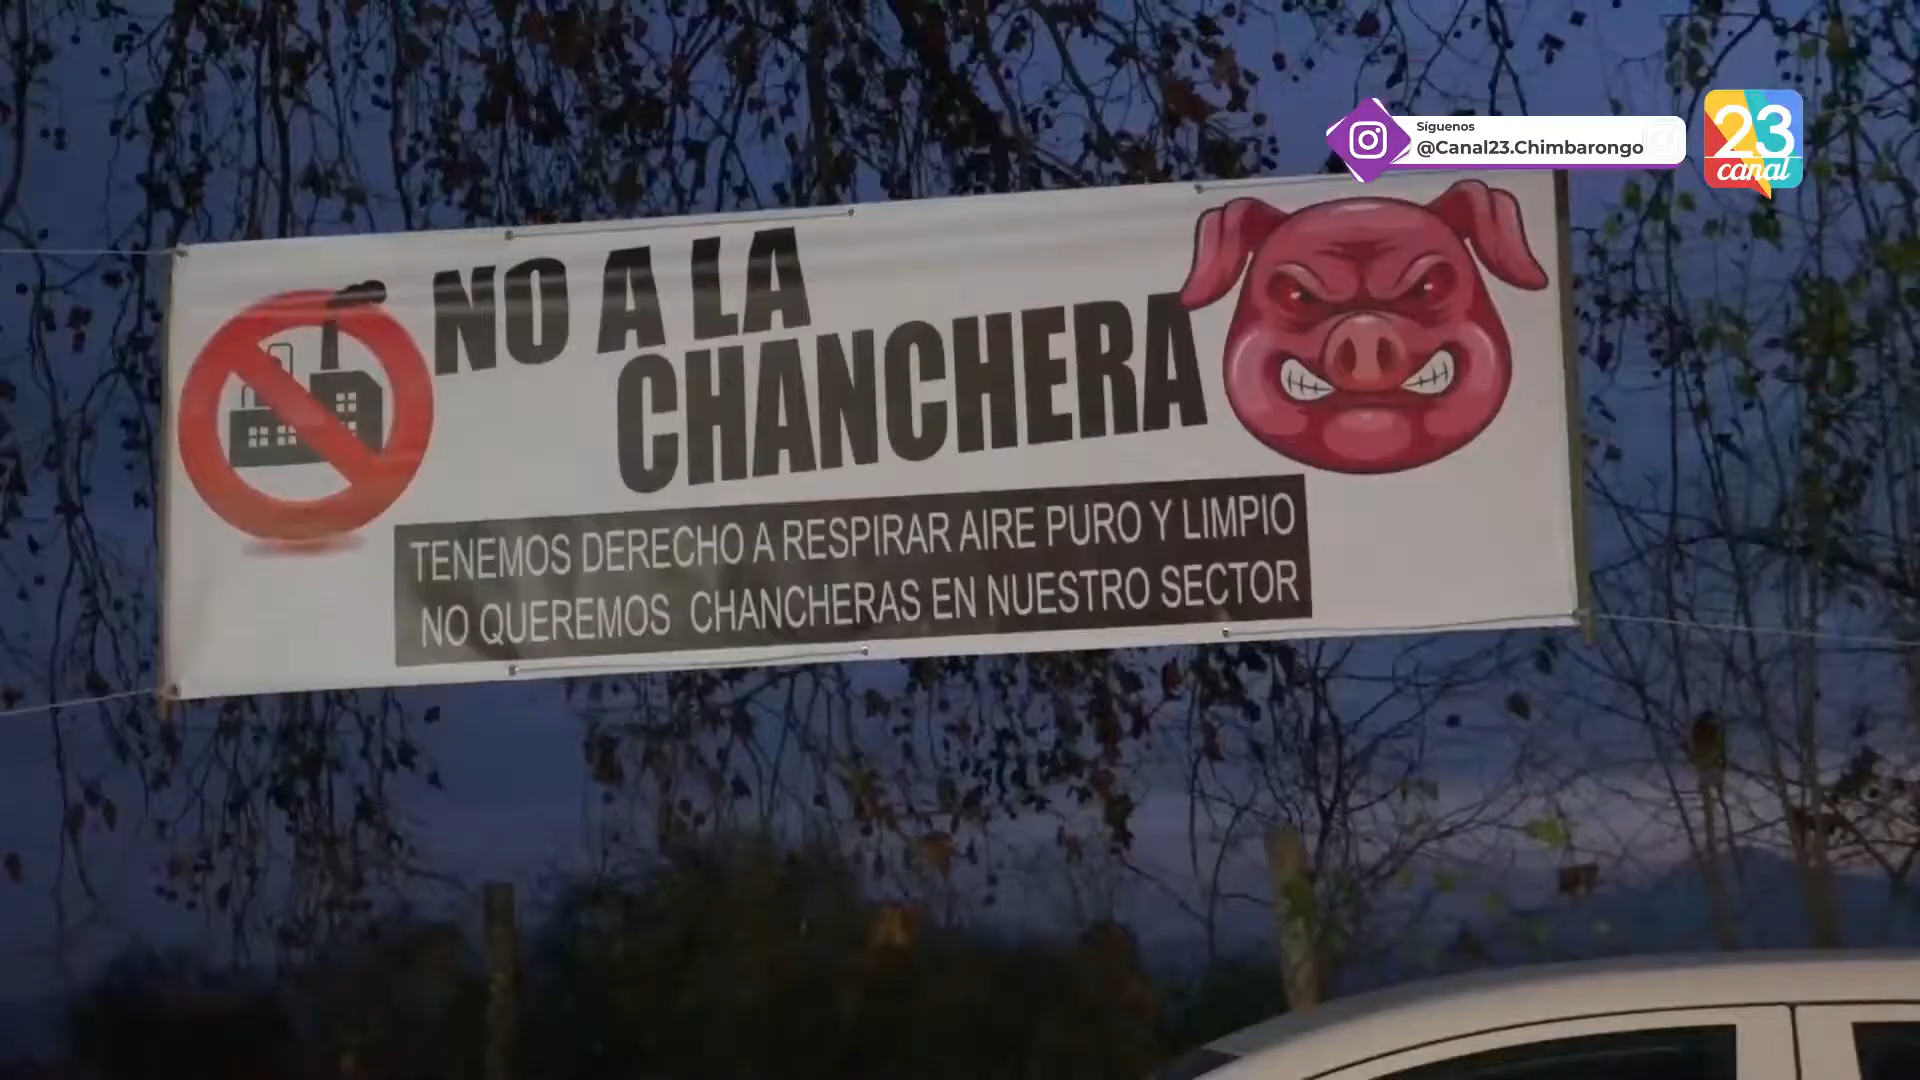 Síguenos
@Canal23.Chimbarongo
23
canal
NO A LA
CHANCHERA
TENEMOS DERECHO A RESPIRAR AIRE PURO Y LIMPIO
NO QUEREMOS CHANCHERAS EN NUESTRO SECTOR